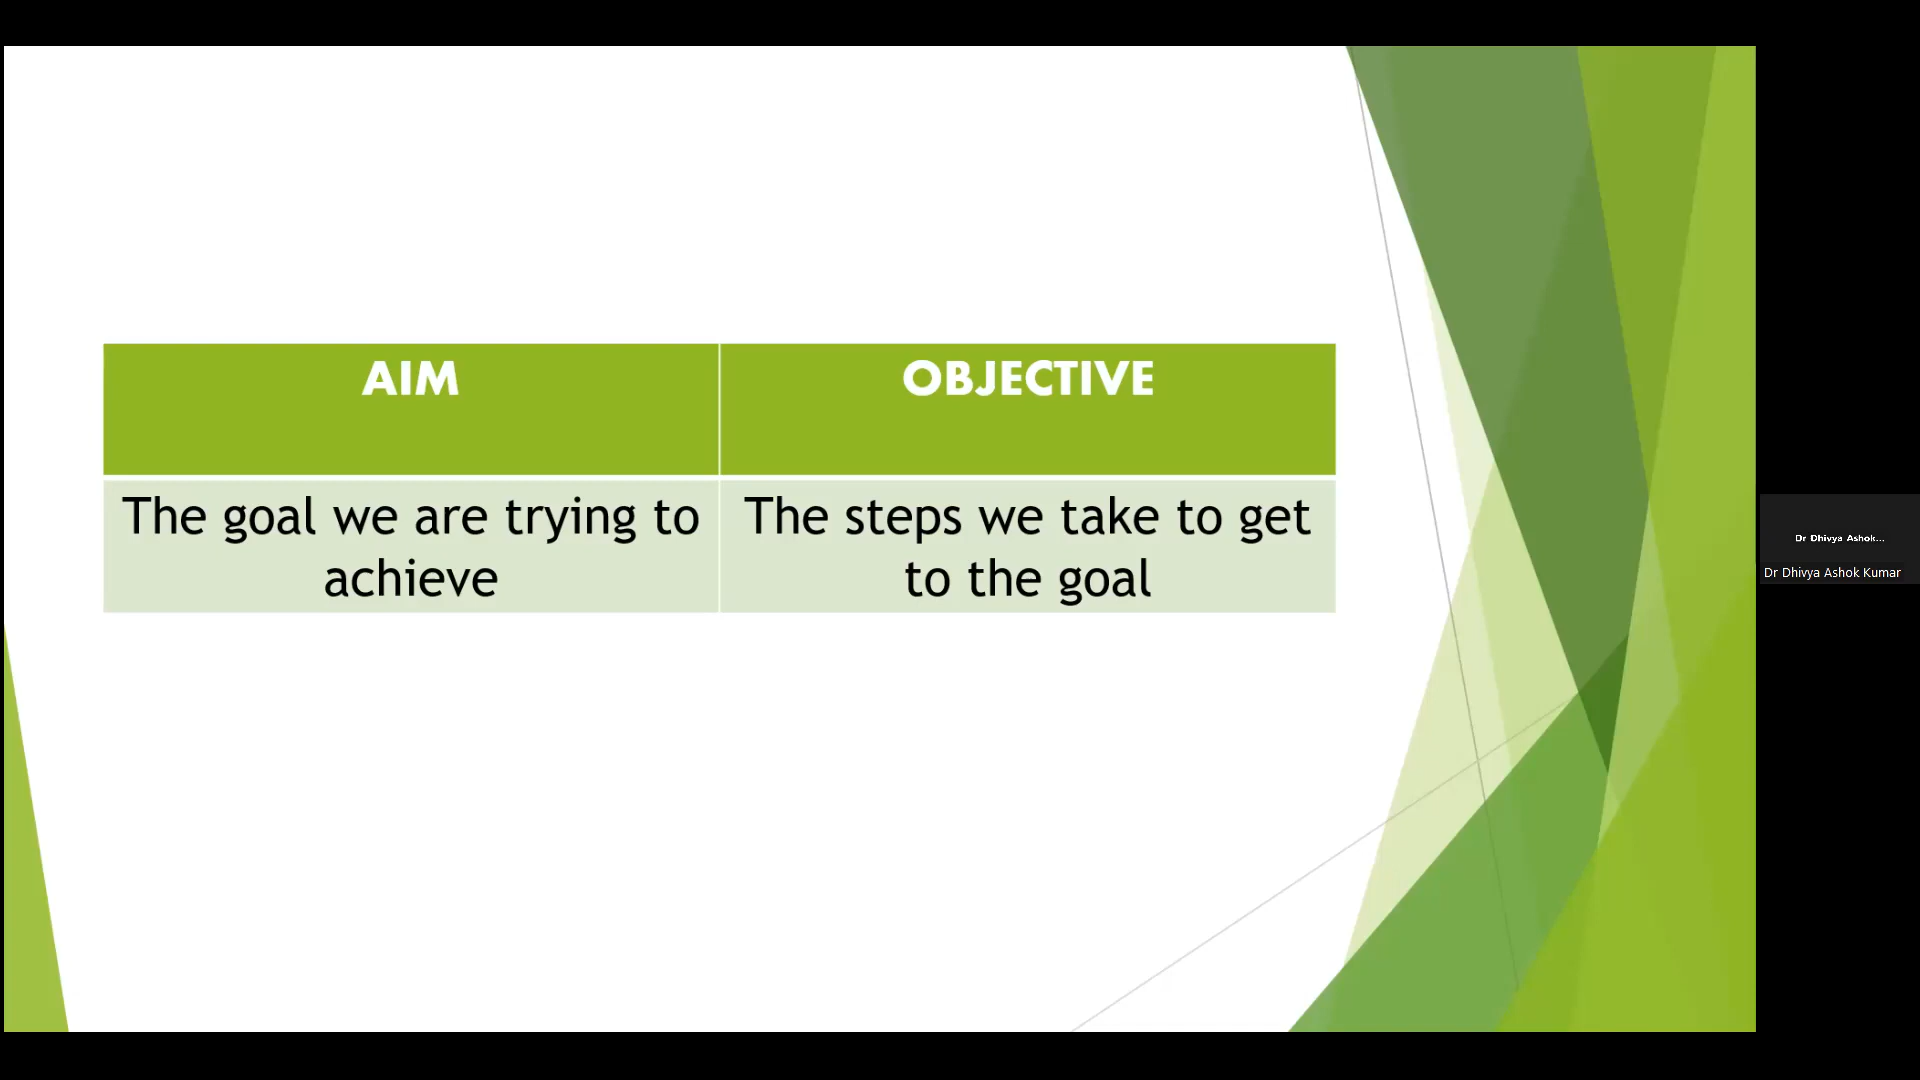 AIM
OBJECTIVE
The goal we are trying to
achieve
The steps we take to get
to the goal
Dr Dhivya Ashok...
Dr Dhivya Ashok Kumar